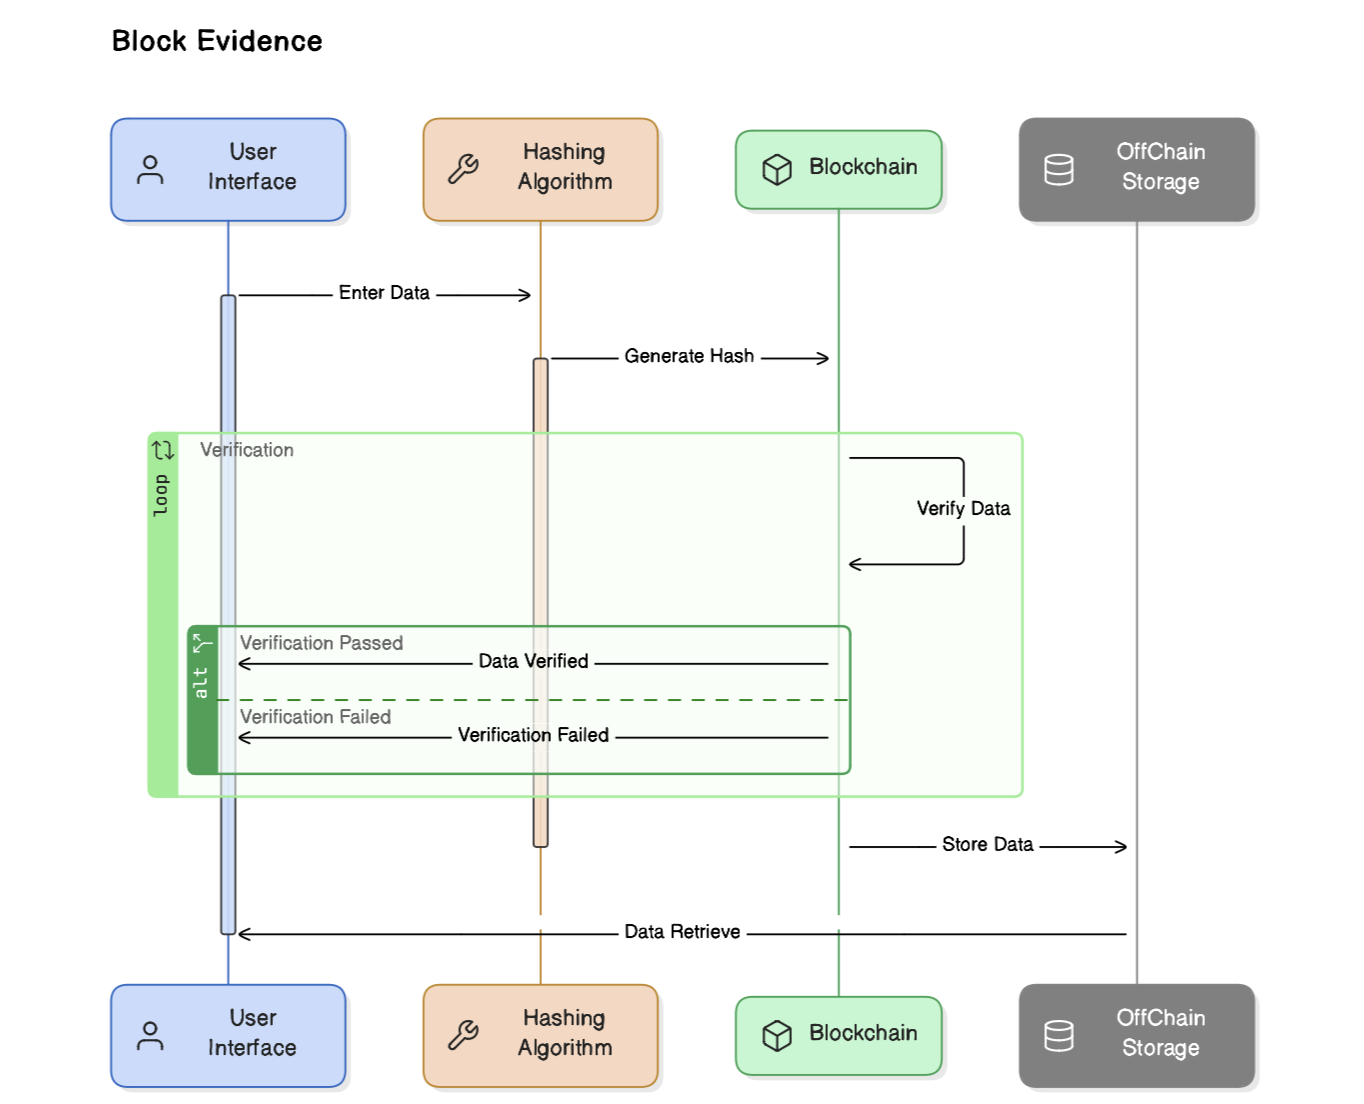 Block Evidence
User
Interface
Hashing
Algorithm
Blockchain
OffChain
Storage
Enter Data
Generate Hash
loop
Verification
Verify Data
alt
Verification Passed
Data Verified
Verification Failed
Verification Failed
Store Data
Data Retrieve
User
Interface
Hashing
Algorithm
Blockchain
OffChain
Storage